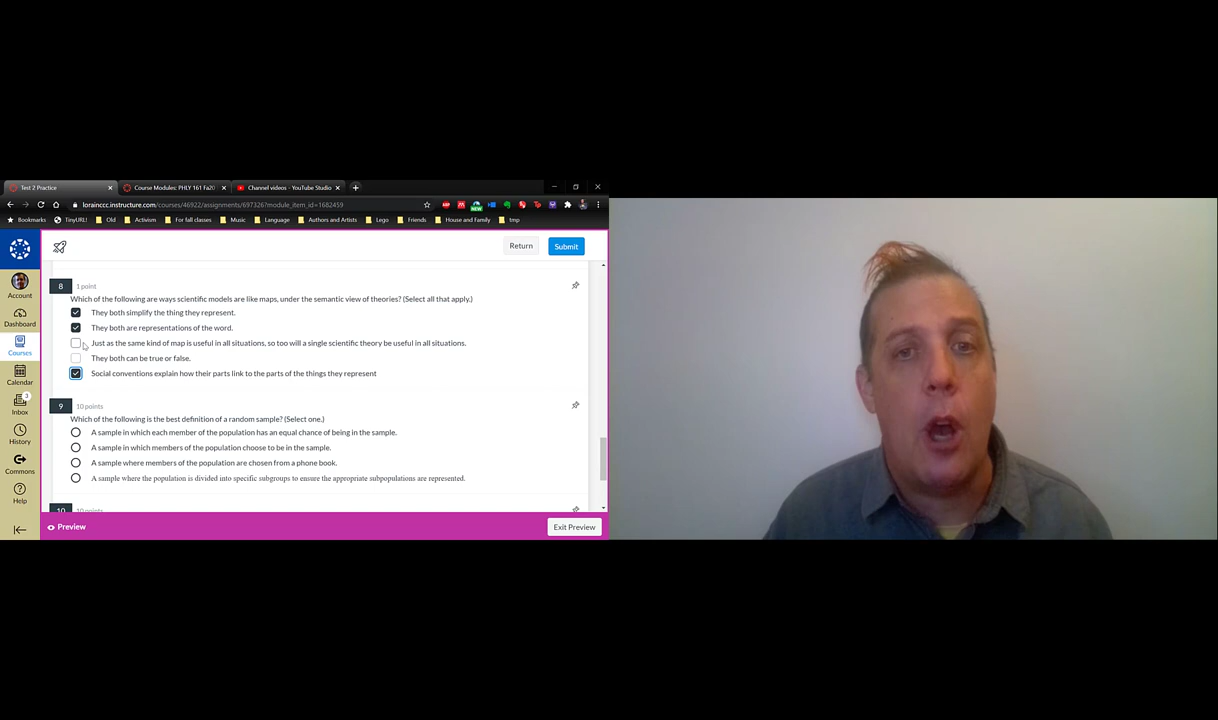 Test 2 Practice
Course Modules: PHLY 161 Fa20
Channel videos - YouTube Studio
lorainccc.instructure.com/courses/46922/assignments/697326?module_item_id=1682459
Bookmarks TinyURL! Old Activism For fall classes Music Language Authors and Artists Lego Friends House and Family tmp
Account
Dashboard
Courses
Calendar
3
Inbox
History
Commons
Help
Return Submit
8 1 point
Which of the following are ways scientific models are like maps, under the semantic view of theories? (Select all that apply.)
They both simplify the thing they represent.
They both are representations of the word.
Just as the same kind of map is useful in all situations, so too will a single scientific theory be useful in all situations.
They both can be true or false.
Social conventions explain how their parts link to the parts of the things they represent
9 10 points
Which of the following is the best definition of a random sample? (Select one.)
A sample in which each member of the population has an equal chance of being in the sample.
A sample in which members of the population choose to be in the sample.
A sample where members of the population are chosen from a phone book.
A sample where the population is divided into specific subgroups to ensure the appropriate subpopulations are represented.
10 10 points
Preview Exit Preview